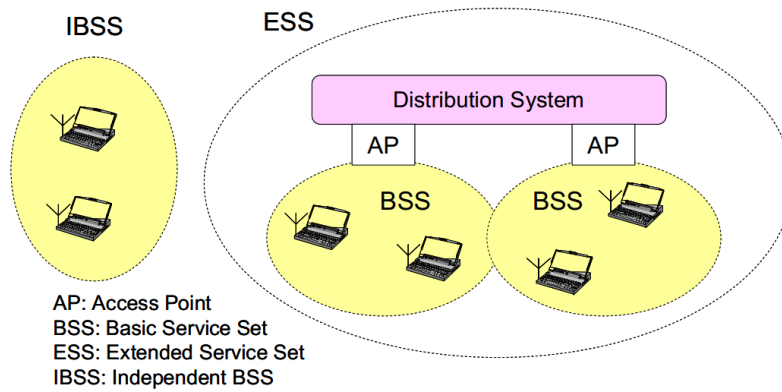 IBSS
ESS
Distribution System
AP
AP
BSS
BSS
AP: Access Point
BSS: Basic Service Set
ESS: Extended Service Set
IBSS: Independent BSS